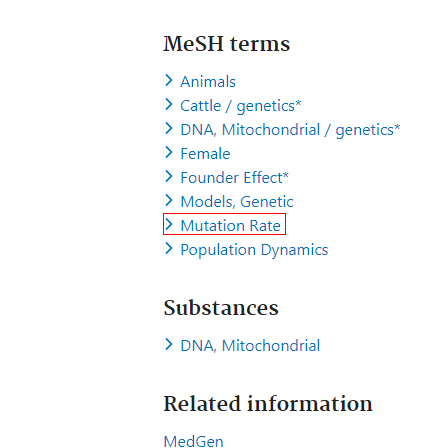 MeSH terms
Animals
Cattle / genetics*
DNA, Mitochondrial / genetics*
Female
Founder Effect*
Models, Genetic
Mutation Rate
Population Dynamics
Substances
DNA, Mitochondrial
Related information
MedGen